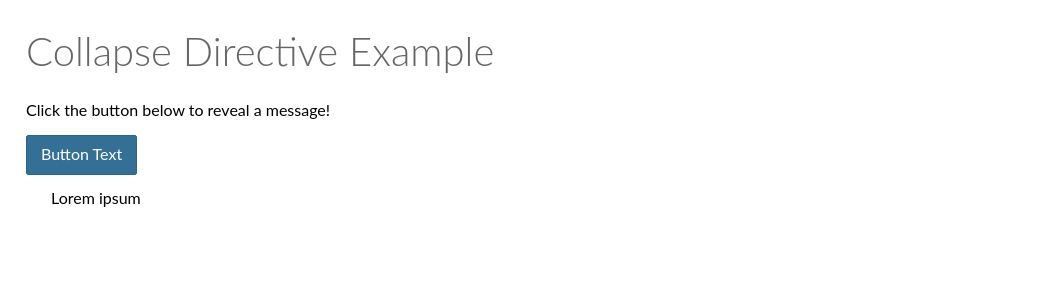 Collapse Directive Example
Click the button below to reveal a message!
Button Text
Lorem ipsum